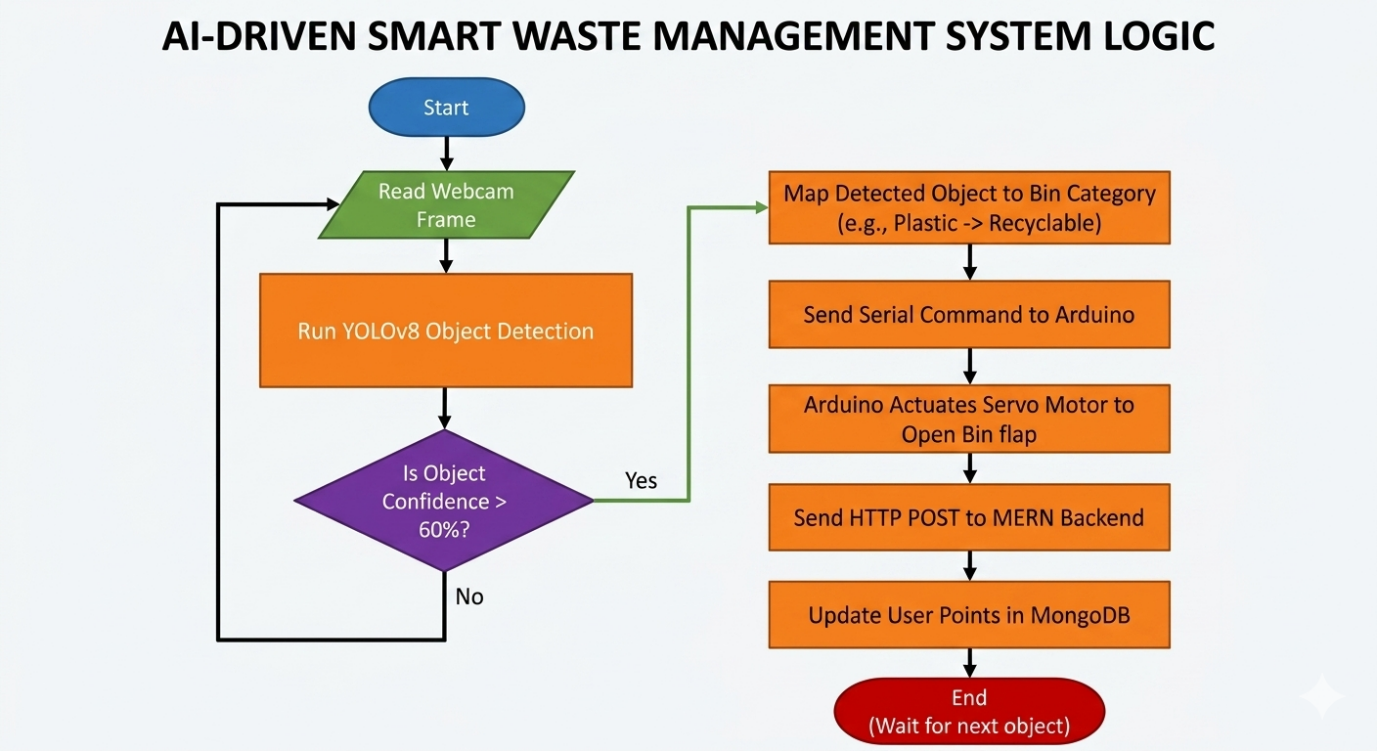 AI-DRIVEN SMART WASTE MANAGEMENT SYSTEM LOGIC
Start
Read Webcam
Frame
Run YOLOv8 Object Detection
Is Object
Confidence >
60%?
Yes
No
Map Detected Object to Bin Category
(e.g., Plastic -> Recyclable)
Send Serial Command to Arduino
Arduino Actuates Servo Motor to
Open Bin flap
Send HTTP POST to MERN Backend
Update User Points in MongoDB
End
(Wait for next object)